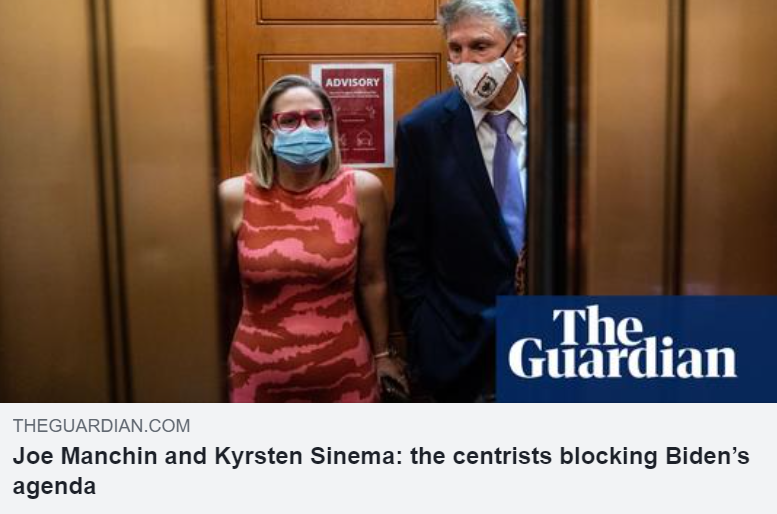 ADVISORY
The
Guardian
THEGUARDIAN.COM
Joe Manchin and Kyrsten Sinema: the centrists blocking Biden’s
agenda